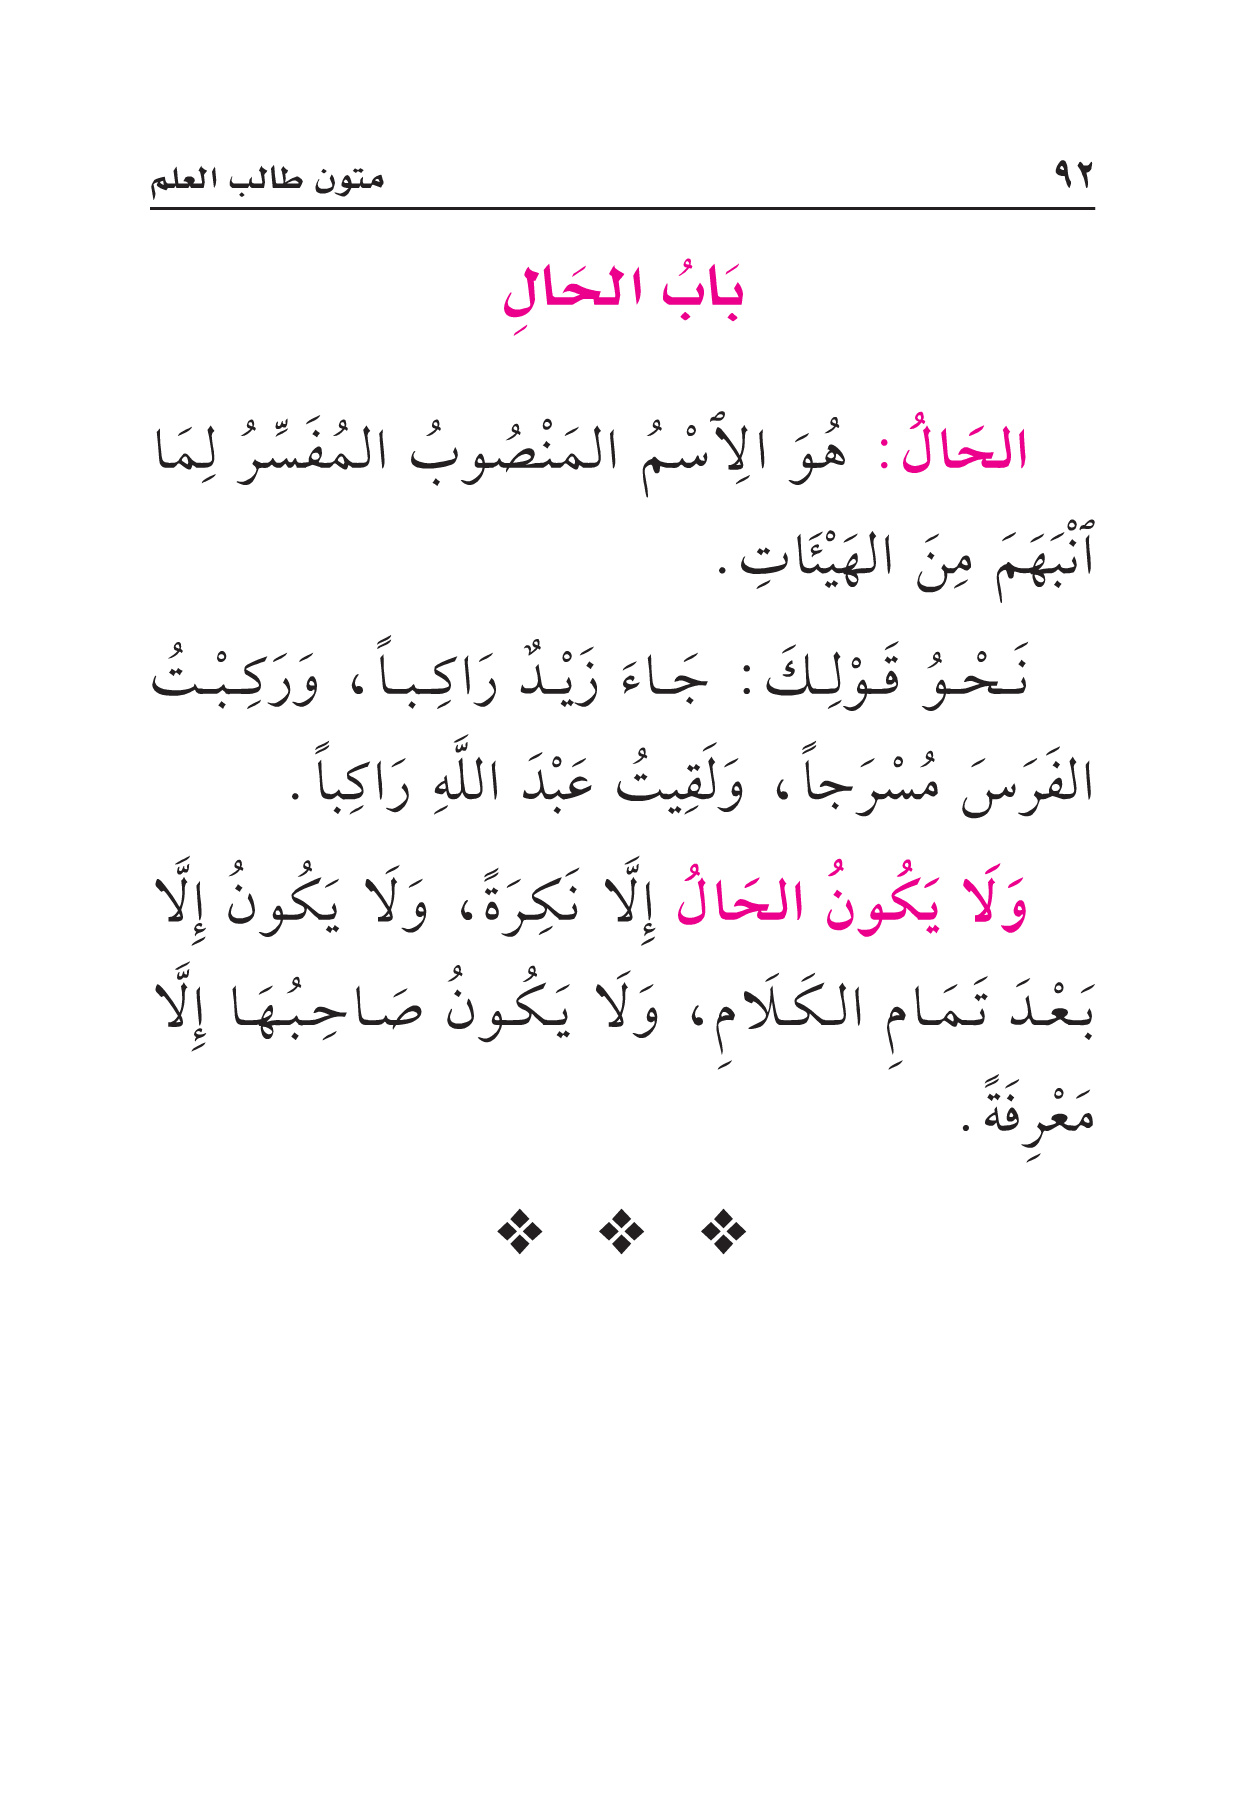 ٩٢ متون طالب العلم
بَابُ الحَالِ
الحَالُ: هُوَ الِٱسْمُ المَنْصُوبُ المُفَسِّرُ لِمَا
ٱنْبَهَمَ مِنَ الهَيْئَاتِ.
نَحْوُ قَوْلِكَ: جَاءَ زَيْدٌ رَاكِباً، وَرَكِبْتُ
الفَرَسَ مُسْرَجاً، وَلَقِيتُ عَبْدَ اللَّهِ رَاكِباً.
وَلَا يَكُونُ الحَالُ إِلَّا نَكِرَةً، وَلَا يَكُونُ إِلَّا
بَعْدَ تَمَامِ الكَلَامِ، وَلَا يَكُونُ صَاحِبُهَا إِلَّا
مَعْرِفَةً.